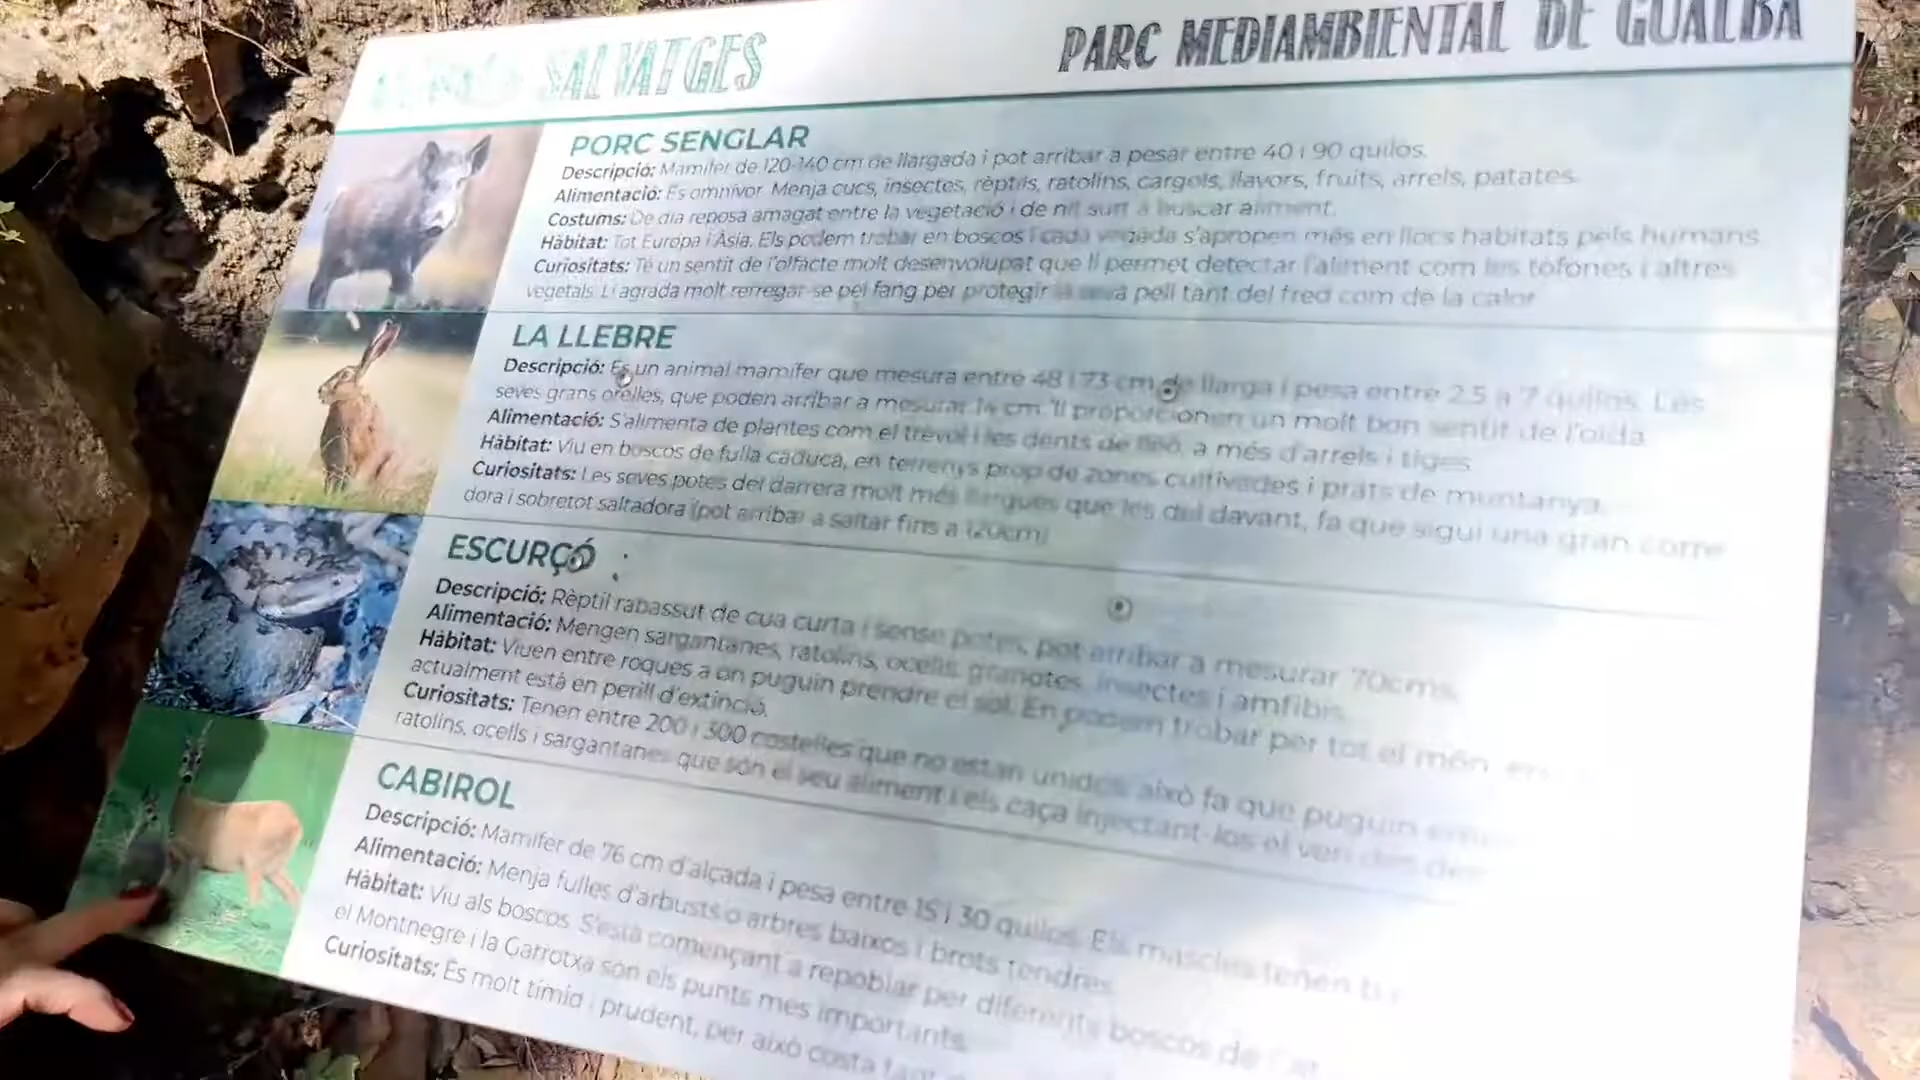 SALVATGES
PARC MEDIAMBIENTAL DE GUALBA
PORC SENGLAR
Descripció: Mamífer de 120-140 cm de llargada i pot arribar a pesar entre 40 i 90 quilos.
Alimentació: És omnívor. Menja cucs, insectes, rèptils, ratolins, cargols, llavors, fruits, arrels, patates.
Costums: De dia reposa amagat entre la vegetació i de nit surt a buscar aliment.
Hàbitat: Tot Europa i Àsia. Els podem trobar en boscos i cada vegada s'apropen més en llocs habitats pels humans.
Curiositats: Té un sentit de l'olfacte molt desenvolupat que li permet detectar l'aliment com les tòfones i altres
vegetals. Li agrada molt rerregar-se pel fang per protegir la seva pell tant del fred com de la calor.
LA LLEBRE
Descripció: És un animal mamífer que mesura entre 48 i 73 cm de llarga i pesa entre 2.5 a 7 quilos. Les
seves grans orelles, que poden arribar a mesurar 14 cm. li proporcionen un molt bon sentit de l'oïda.
Alimentació: S'alimenta de plantes com el trèvol i les dents de lleó, a més d'arrels i tiges.
Hàbitat: Viu en boscos de fulla caduca, en terrenys prop de zones cultivades i prats de muntanya.
Curiositats: Les seves potes del darrera molt més llargues que les del davant, fa que sigui una gran corre
dora i sobretot saltadora (pot arribar a saltar fins a 120cm)
ESCURÇÓ
Descripció: Rèptil rabassut de cua curta i sense potes, pot arribar a mesurar 70cms.
Alimentació: Mengen sargantanes, ratolins, ocells, granotes, insectes i amfibis.
Hàbitat: Viuen entre roques a on puguin prendre el sol. En podem trobar per tot el món,
actualment està en perill d'extinció.
Curiositats: Tenen entre 200 i 300 costelles que no estan unides, això fa que puguin
ratolins, ocells i sargantanes que són el seu aliment i els caça injectant-los el verí des
CABIROL
Descripció: Mamífer de 76 cm d'alçada i pesa entre 15 i 30 quilos. Els mascles tenen
Alimentació: Menja fulles d'arbusts o arbres baixos i brots tendres.
Hàbitat: Viu als boscos. S'està començant a repoblar per diferents boscos de
el Montnegre i la Garrotxa són els punts mes importants.
Curiositats: És molt tímid i prudent, per això costa tant